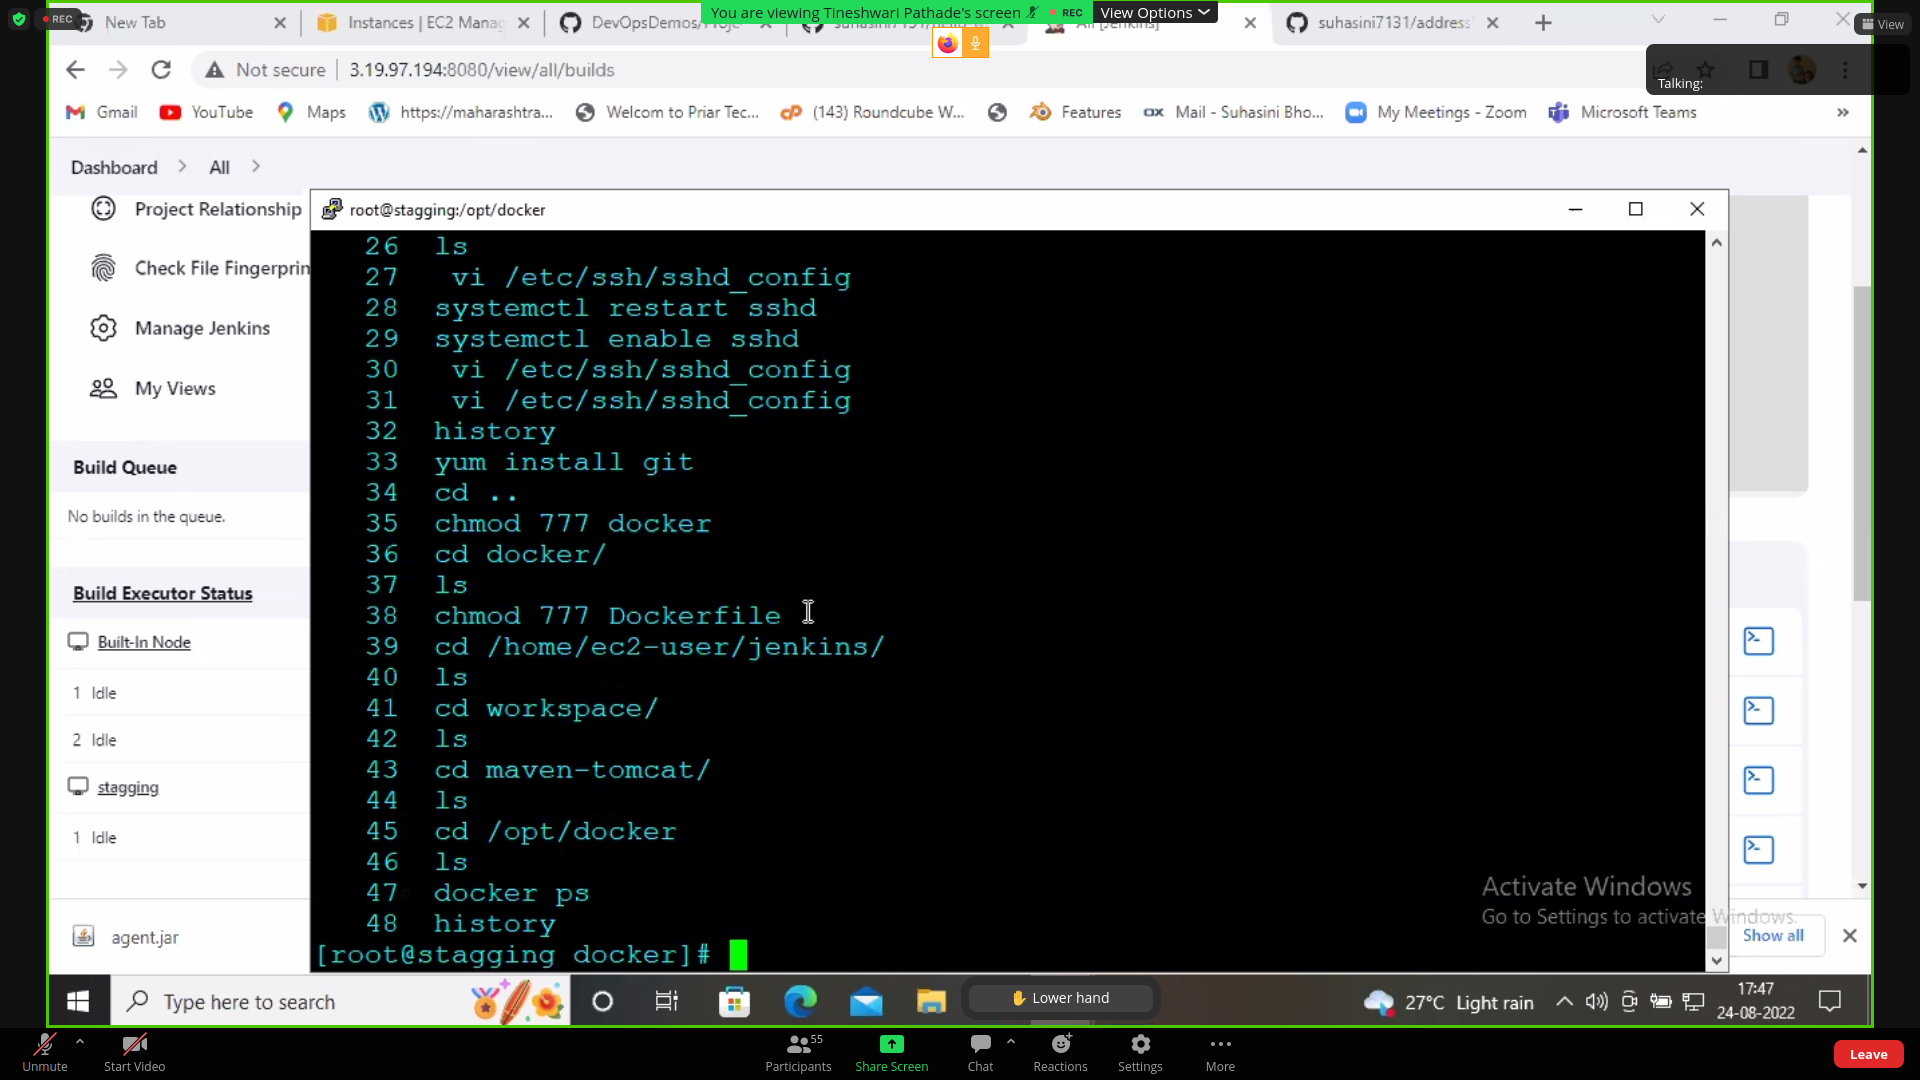 REC
You are viewing Tineshwari Pathade's screen
REC
View Options
View
New Tab
Instances | EC2 Manag
DevOpsDemos/Proje
suhasini7131/hello
All [Jenkins]
suhasini7131/address
Not secure
3.19.97.194:8080/view/all/builds
Talking:
Gmail
YouTube
Maps
https://maharashtra...
Welcom to Priar Tec...
(143) Roundcube W...
Features
Mail - Suhasini Bho...
My Meetings - Zoom
Microsoft Teams
»
Dashboard
All
Project Relationship
Check File Fingerprin
Manage Jenkins
My Views
Build Queue
No builds in the queue.
Build Executor Status
Built-In Node
1 Idle
2 Idle
stagging
1 Idle
root@stagging:/opt/docker
26 ls
27 vi /etc/ssh/sshd_config
28 systemctl restart sshd
29 systemctl enable sshd
30 vi /etc/ssh/sshd_config
31 vi /etc/ssh/sshd_config
32 history
33 yum install git
34 cd ..
35 chmod 777 docker
36 cd docker/
37 ls
38 chmod 777 Dockerfile
39 cd /home/ec2-user/jenkins/
40 ls
41 cd workspace/
42 ls
43 cd maven-tomcat/
44 ls
45 cd /opt/docker
46 ls
47 docker ps
48 history
[root@stagging docker]#
Activate Windows
Go to Settings to activate Windows.
agent.jar
Show all
Type here to search
Lower hand
27°C Light rain
17:47
24-08-2022
Unmute
Start Video
55
Participants
Share Screen
Chat
Reactions
Settings
More
Leave